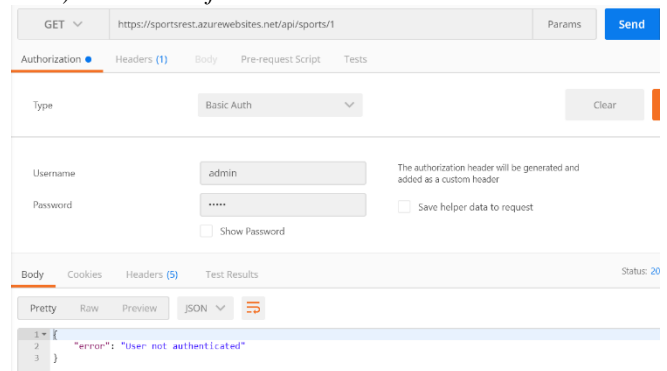 GET https://sportsrest.azurewebsites.net/api/sports/1 Params Send
Authorization Headers (1) Body Pre-request Script Tests
Type Basic Auth Clear
Username admin The authorization header will be generated and
added as a custom header
Password ••••• Save helper data to request
Show Password
Body Cookies Headers (5) Test Results Status: 20
Pretty Raw Preview JSON
1 {
2 "error": "User not authenticated"
3 }